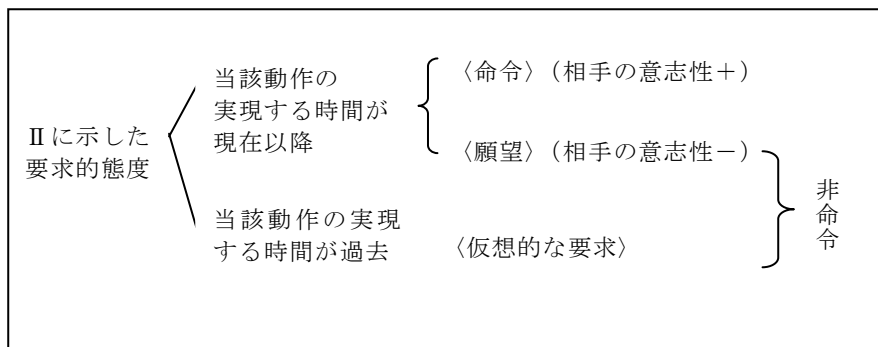 Ⅱに示した
要求的態度
当該動作の
実現する時間が
現在以降
〈命令〉（相手の意志性＋）
〈願望〉（相手の意志性－）
当該動作の実現
する時間が過去
〈仮想的な要求〉
非命令